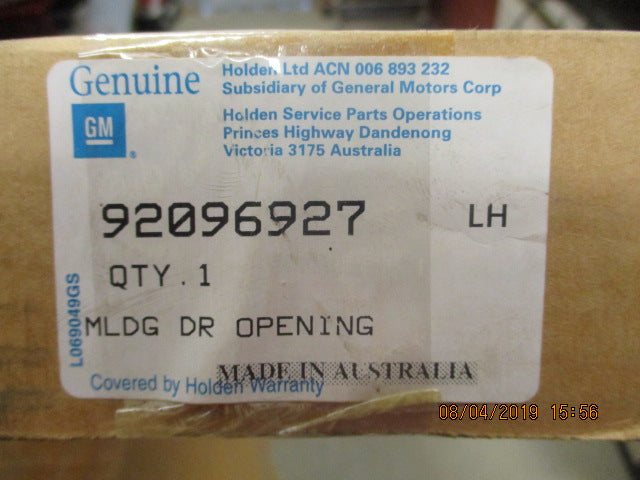 Genuine
Holden Ltd ACN 006 893 232
Subsidiary of General Motors Corp
GM
®
Holden Service Parts Operations
Princes Highway Dandenong
Victoria 3175 Australia
92096927 LH
QTY.1
MLDG DR OPENING
MADE IN AUSTRALIA
Covered by Holden Warranty
L069049GS
08/04/2019 15:56